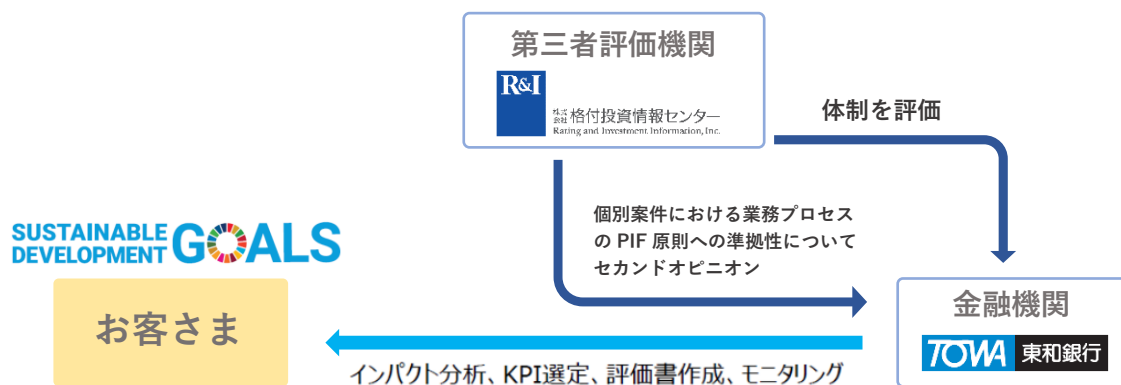 第三者評価機関
R&I
株式会社 格付投資情報センター
Rating and Investment Information, Inc.
体制を評価
個別案件における業務プロセス
の PIF 原則への準拠性について
セカンドオピニオン
SUSTAINABLE
DEVELOPMENT GOALS
お客さま
金融機関
TOWA 東和銀行
インパクト分析、KPI選定、評価書作成、モニタリング